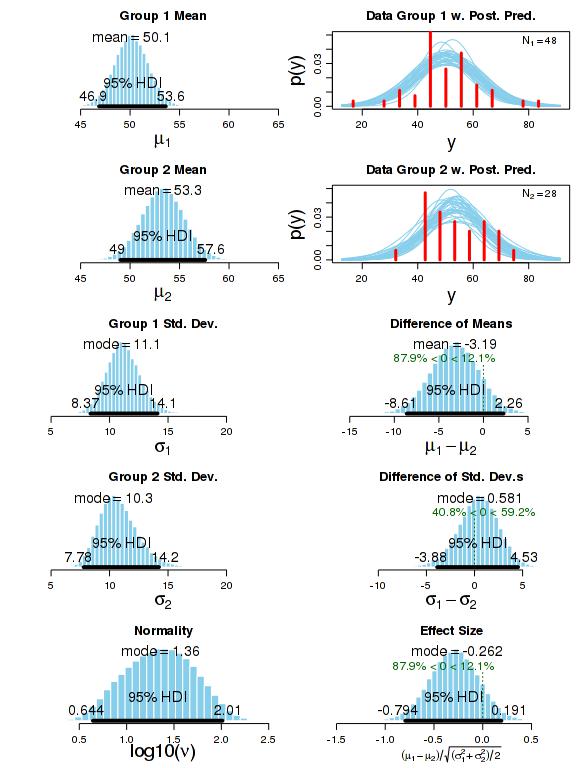 Group 1 Mean
mean = 50.1
95% HDI
46.9 53.6
45 50 55 60 65
μ1
Data Group 1 w. Post. Pred.
N1 = 48
p(y)
0.00 0.03
20 40 60 80
y
Group 2 Mean
mean = 53.3
95% HDI
49 57.6
45 50 55 60 65
μ2
Data Group 2 w. Post. Pred.
N2 = 28
p(y)
0.00 0.03
20 40 60 80
y
Group 1 Std. Dev.
mode = 11.1
95% HDI
8.37 14.1
5 10 15 20
σ1
Difference of Means
mean = -3.19
87.9% < 0 < 12.1%
95% HDI
-8.61 2.26
-15 -10 -5 0 5
μ1 − μ2
Group 2 Std. Dev.
mode = 10.3
95% HDI
7.78 14.2
5 10 15 20
σ2
Difference of Std. Dev.s
mode = 0.581
40.8% < 0 < 59.2%
95% HDI
-3.88 4.53
-10 -5 0 5
σ1 − σ2
Normality
mode = 1.36
95% HDI
0.644 2.01
0.5 1.0 1.5 2.0 2.5
log10(ν)
Effect Size
mode = -0.262
87.9% < 0 < 12.1%
95% HDI
-0.794 0.191
-1.5 -1.0 -0.5 0.0 0.5
(μ1 − μ2)/√(σ1² + σ2²)/2